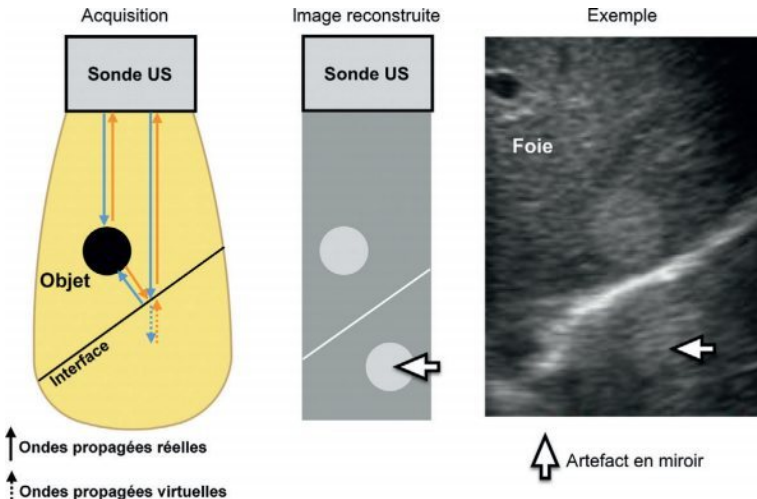 Acquisition
Image reconstruite
Exemple
Sonde US
Sonde US
Foie
Objet
Interface
Ondes propagées réelles
Ondes propagées virtuelles
Artefact en miroir